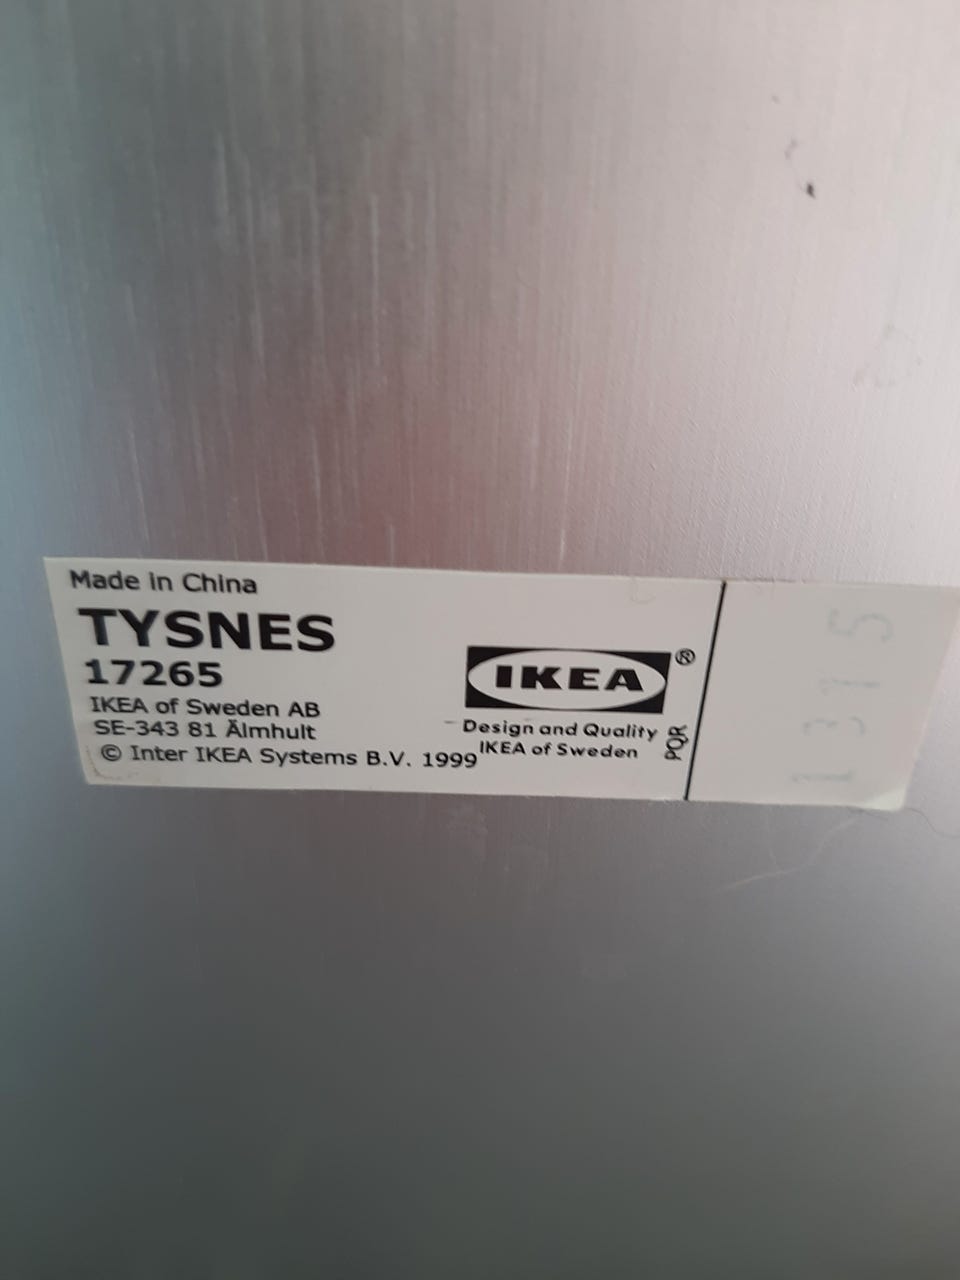 Made in China
TYSNES
17265
IKEA of Sweden AB
SE-343 81 Älmhult
© Inter IKEA Systems B.V. 1999
IKEA®
Design and Quality
IKEA of Sweden
PQR
1315